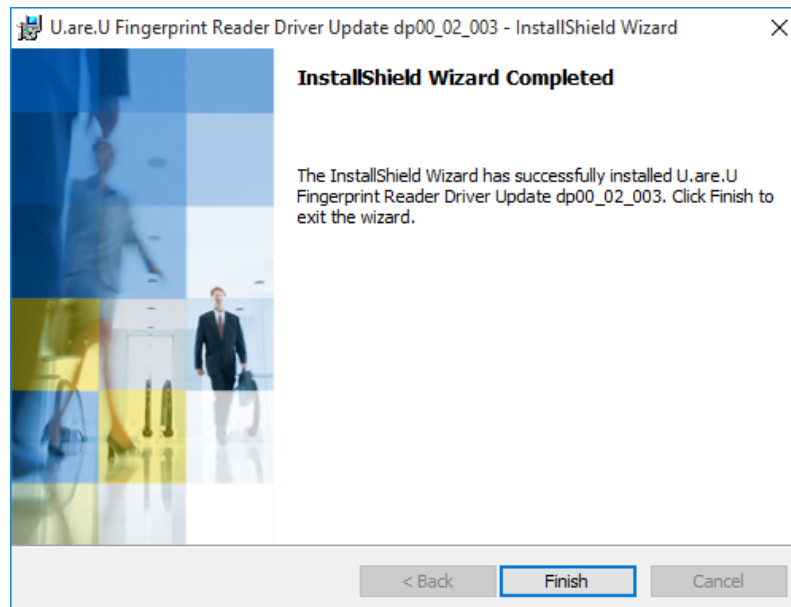 U.are.U Fingerprint Reader Driver Update dp00_02_003 - InstallShield Wizard
InstallShield Wizard Completed
The InstallShield Wizard has successfully installed U.are.U
Fingerprint Reader Driver Update dp00_02_003. Click Finish to
exit the wizard.
< Back Finish Cancel